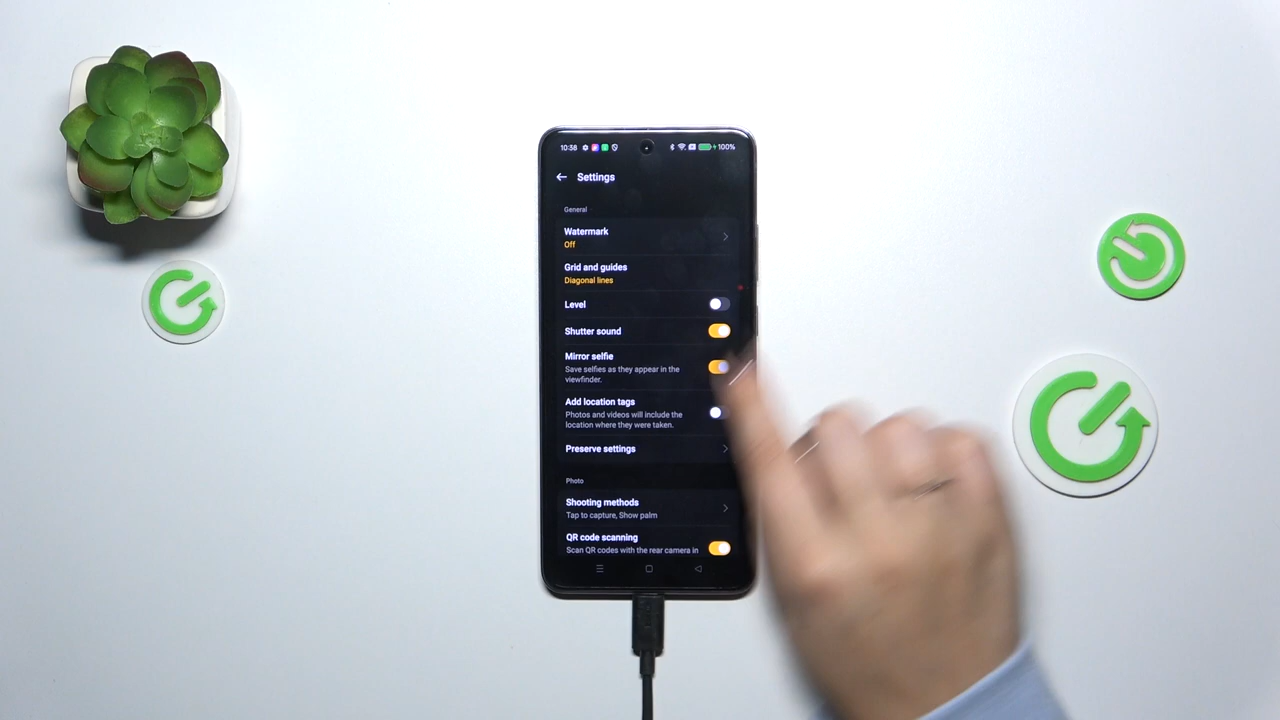 10:38
100%
Settings
General
Watermark
Off
Grid and guides
Diagonal lines
Level
Shutter sound
Mirror selfie
Save selfies as they appear in the
viewfinder.
Add location tags
Photos and videos will include the
location where they were taken.
Preserve settings
Photo
Shooting methods
Tap to capture, Show palm
QR code scanning
Scan QR codes with the rear camera in